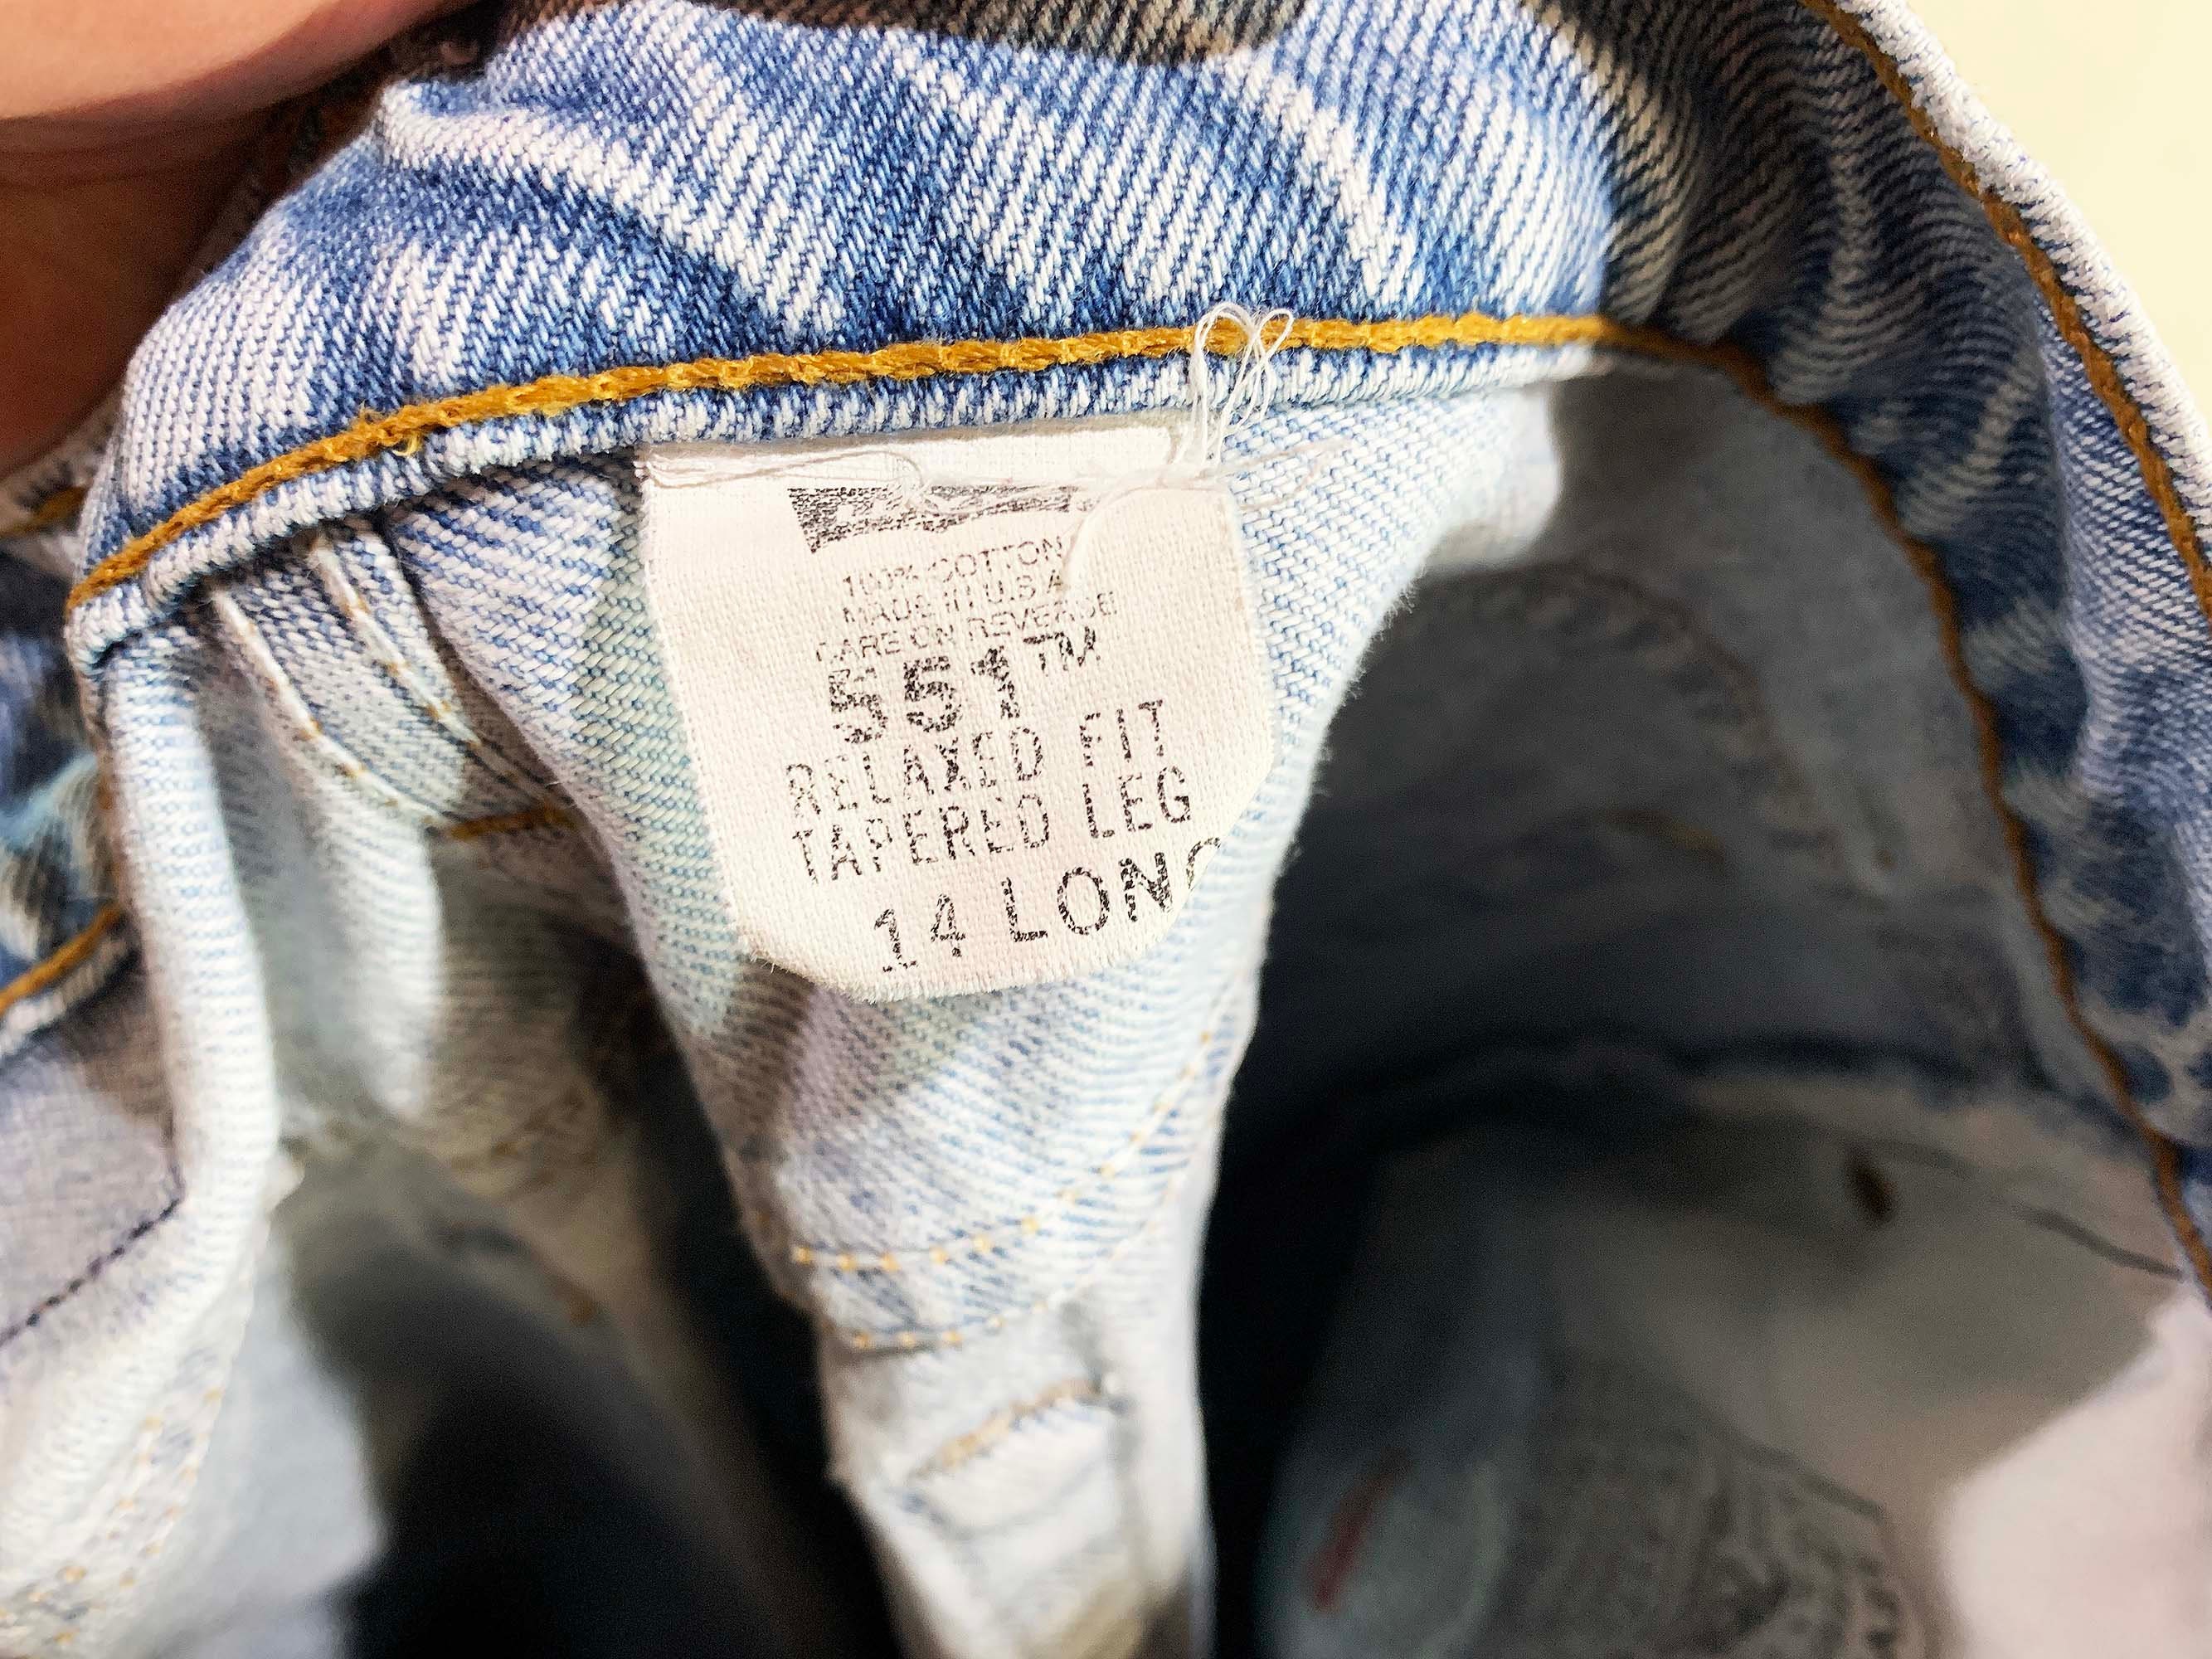 100% COTTON
MADE IN U.S.A
CARE ON REVERSE
551™
RELAXED FIT
TAPERED LEG
14 LONG